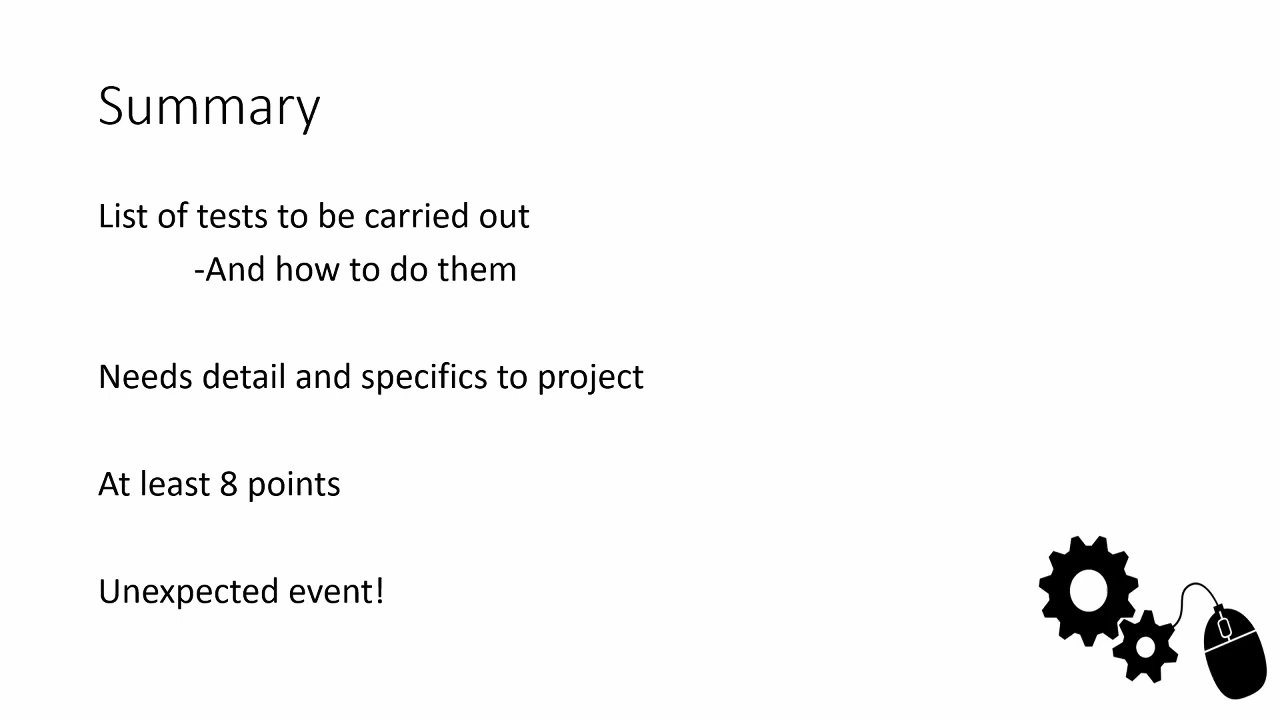 Summary
List of tests to be carried out
-And how to do them
Needs detail and specifics to project
At least 8 points
Unexpected event!